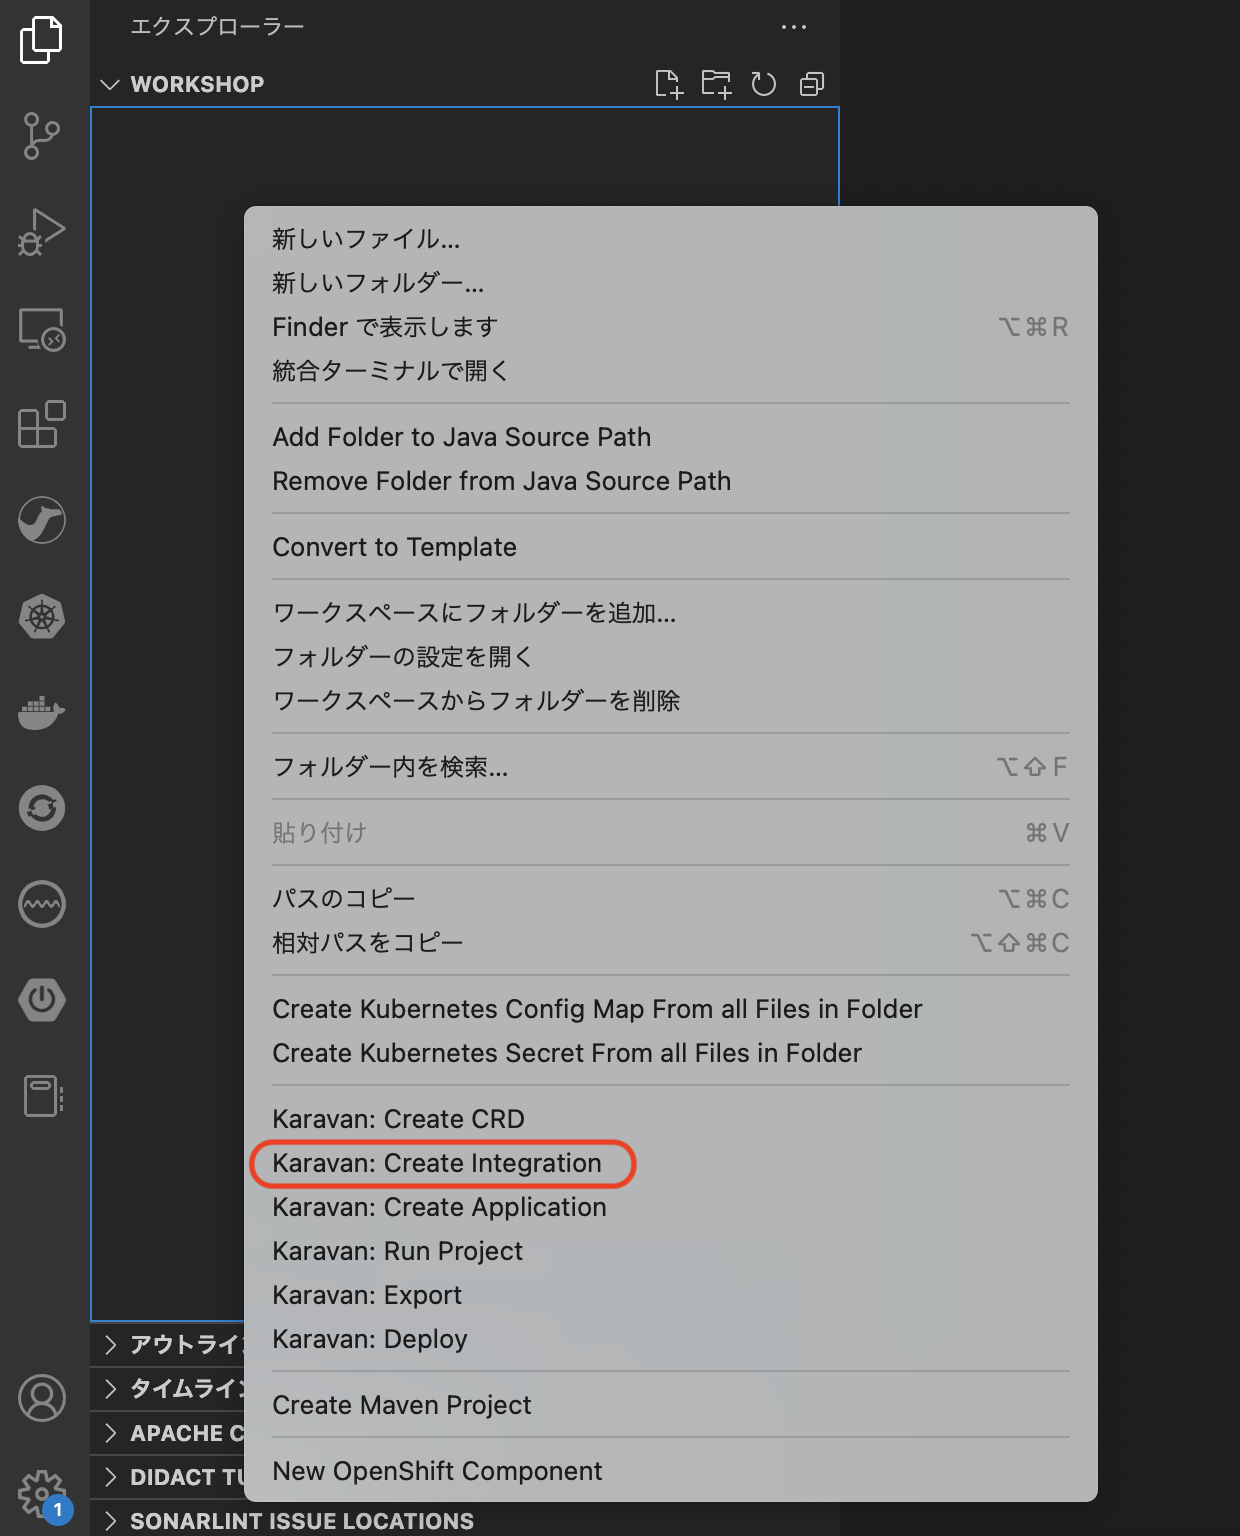 エクスプローラー
WORKSHOP
新しいファイル...
新しいフォルダー...
Finder で表示します ⌥⌘R
統合ターミナルで開く
Add Folder to Java Source Path
Remove Folder from Java Source Path
Convert to Template
ワークスペースにフォルダーを追加...
フォルダーの設定を開く
ワークスペースからフォルダーを削除
フォルダー内を検索... ⌥⇧F
貼り付け ⌘V
パスのコピー ⌥⌘C
相対パスをコピー ⌥⇧⌘C
Create Kubernetes Config Map From all Files in Folder
Create Kubernetes Secret From all Files in Folder
Karavan: Create CRD
Karavan: Create Integration
Karavan: Create Application
Karavan: Run Project
Karavan: Export
Karavan: Deploy
Create Maven Project
New OpenShift Component
アウトライン
タイムライン
APACHE C
DIDACT TU
SONARLINT ISSUE LOCATIONS
1